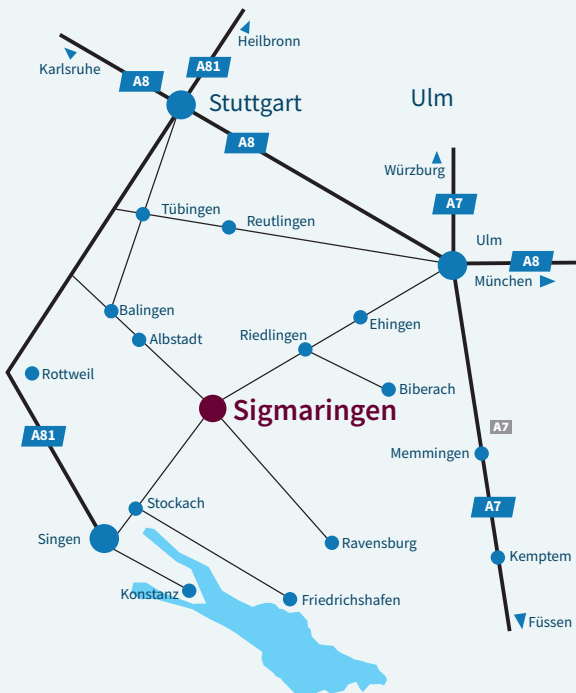 Heilbronn
Karlsruhe
A81
A8
Stuttgart
Ulm
A8
Würzburg
A7
Tübingen
Reutlingen
Ulm
A8
München
Balingen
Ehingen
Riedlingen
Albstadt
Rottweil
Biberach
Sigmaringen
A7
A81
Memmingen
Stockach
A7
Singen
Ravensburg
Kemptem
Konstanz
Friedrichshafen
Füssen